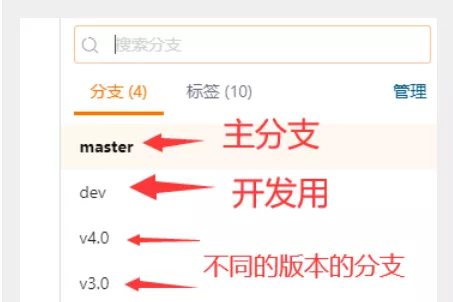 搜索分支
分支 (4) 标签 (10) 管理
master 主分支
dev 开发用
v4.0
不同的版本的分支
v3.0